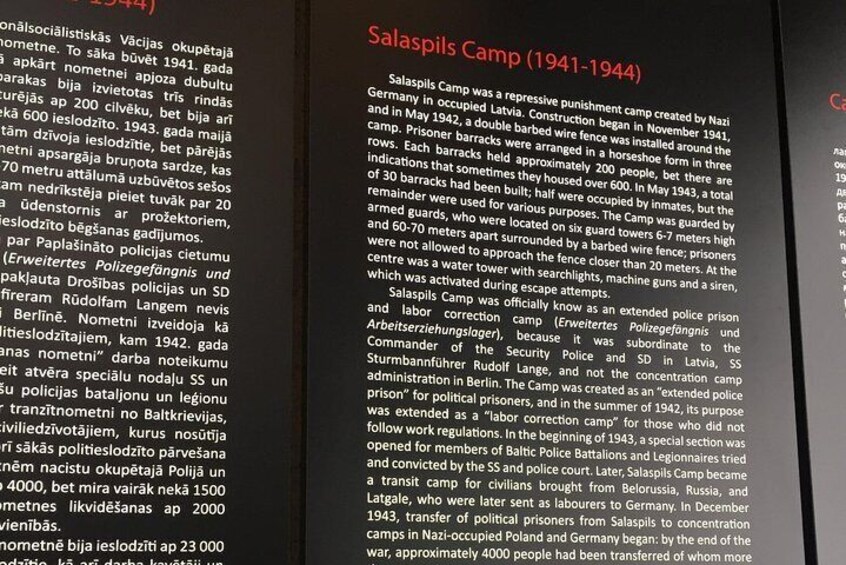 -1944)
onālsociālistiskās Vācijas okupētajā
nometne. To sāka būvēt 1941. gada
ā apkārt nometnei apjoza dubultu
barakas bija izvietotas trīs rindās
turējās ap 200 cilvēku, bet bija arī
ekā 600 ieslodzīto. 1943. gada maijā
tām dzīvoja ieslodzītie, bet pārējās
metni apsargāja bruņota sardze, kas
-70 metru attālumā uzbūvētos sešos
kam nedrīkstēja pieiet tuvāk par 20
a ūdenstornis ar prožektoriem,
ieslodzīto bēgšanas gadījumos.
par Paplašināto policijas cietumu
(Erweitertes Polizegefängnis und
pakļauta Drošības policijas un SD
fīreram Rūdolfam Langem nevis
i Berlīnē. Nometni izveidoja kā
litieslodzītajiem, kam 1942. gada
anas nometni” darba noteikumu
eit atvēra speciālu nodaļu SS un
šu policijas bataljonu un leģionu
r tranzītnometni no Baltkrievijas,
civiliedzīvotājiem, kurus nosūtīja
rī sākās politieslodzīto pārvešana
tnēm nacistu okupētajā Polijā un
p 4000, bet mira vairāk nekā 1500
ometnes likvidēšanas ap 2000
vienībās.
nometnē bija ieslodzīti ap 23 000
Salaspils Camp (1941-1944)
Salaspils Camp was a repressive punishment camp created by Nazi
Germany in occupied Latvia. Construction began in November 1941,
and in May 1942, a double barbed wire fence was installed around the
camp. Prisoner barracks were arranged in a horseshoe form in three
rows. Each barracks held approximately 200 people, bet there are
indications that sometimes they housed over 600. In May 1943, a total
of 30 barracks had been built; half were occupied by inmates, but the
remainder were used for various purposes. The Camp was guarded by
armed guards, who were located on six guard towers 6-7 meters high
and 60-70 meters apart surrounded by a barbed wire fence; prisoners
were not allowed to approach the fence closer than 20 meters. At the
centre was a water tower with searchlights, machine guns and a siren,
which was activated during escape attempts.
Salaspils Camp was officially know as an extended police prison
and labor correction camp (Erweitertes Polizegefängnis und
Arbeitserziehungslager), because it was subordinate to the
Commander of the Security Police and SD in Latvia, SS
Sturmbannführer Rudolf Lange, and not the concentration camp
administration in Berlin. The Camp was created as an “extended police
prison” for political prisoners, and in the summer of 1942, its purpose
was extended as a “labor correction camp” for those who did not
follow work regulations. In the beginning of 1943, a special section was
opened for members of Baltic Police Battalions and Legionnaires tried
and convicted by the SS and police court. Later, Salaspils Camp became
a transit camp for civilians brought from Belorussia, Russia, and
Latgale, who were later sent as labourers to Germany. In December
1943, transfer of political prisoners from Salaspils to concentration
camps in Nazi-occupied Poland and Germany began: by the end of the
war, approximately 4000 people had been transferred of whom more